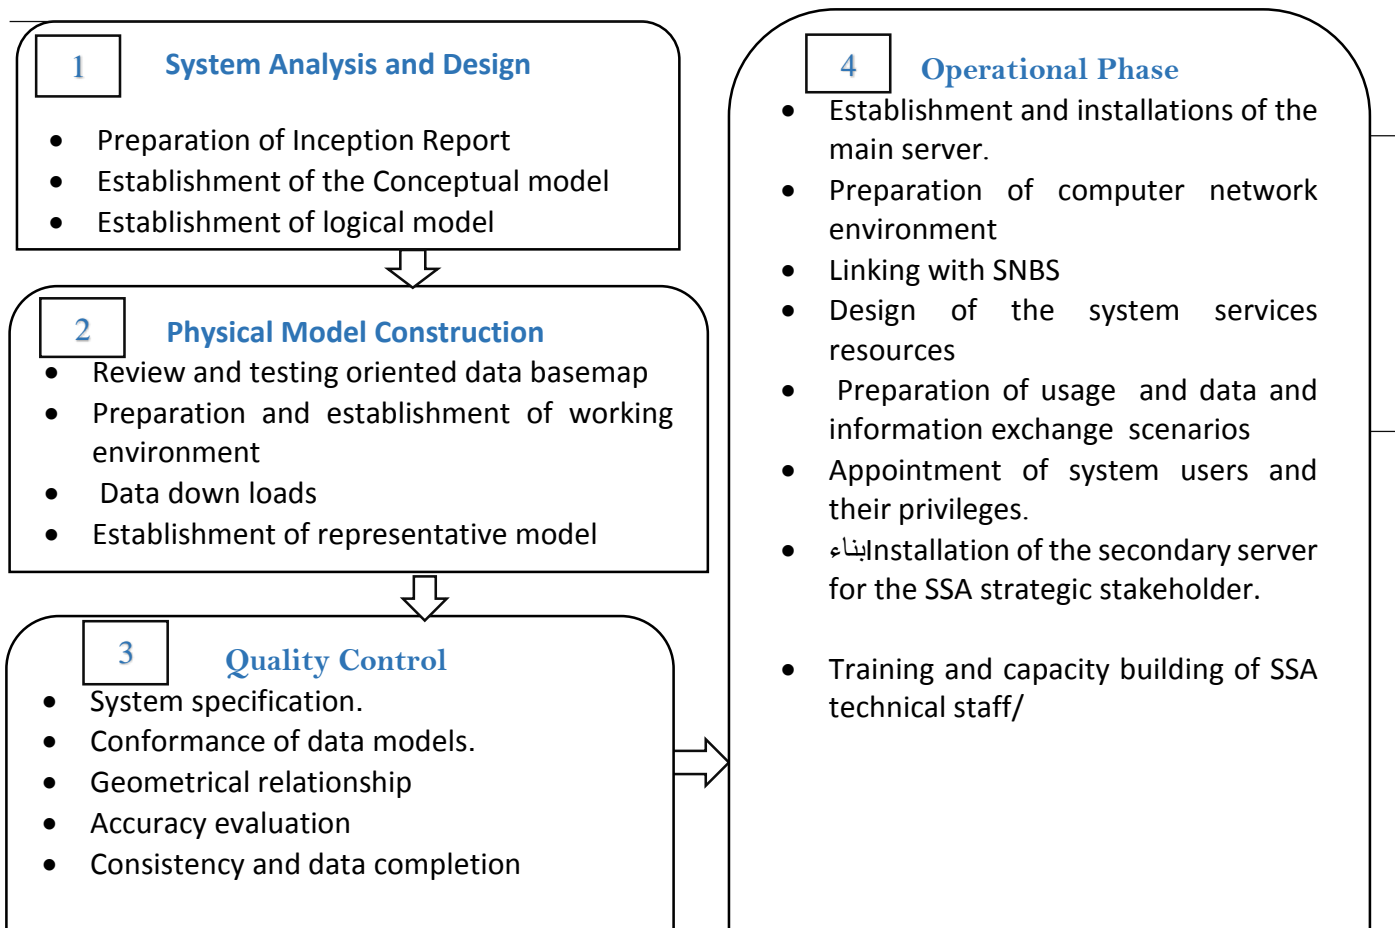 1
System Analysis and Design
• Preparation of Inception Report
• Establishment of the Conceptual model
• Establishment of logical model
2
Physical Model Construction
• Review and testing oriented data basemap
• Preparation and establishment of working
environment
• Data down loads
• Establishment of representative model
3
Quality Control
• System specification.
• Conformance of data models.
• Geometrical relationship
• Accuracy evaluation
• Consistency and data completion
4
Operational Phase
• Establishment and installations of the
main server.
• Preparation of computer network
environment
• Linking with SNBS
• Design of the system services
resources
• Preparation of usage and data and
information exchange scenarios
• Appointment of system users and
their privileges.
• بناءInstallation of the secondary server
for the SSA strategic stakeholder.
• Training and capacity building of SSA
technical staff/